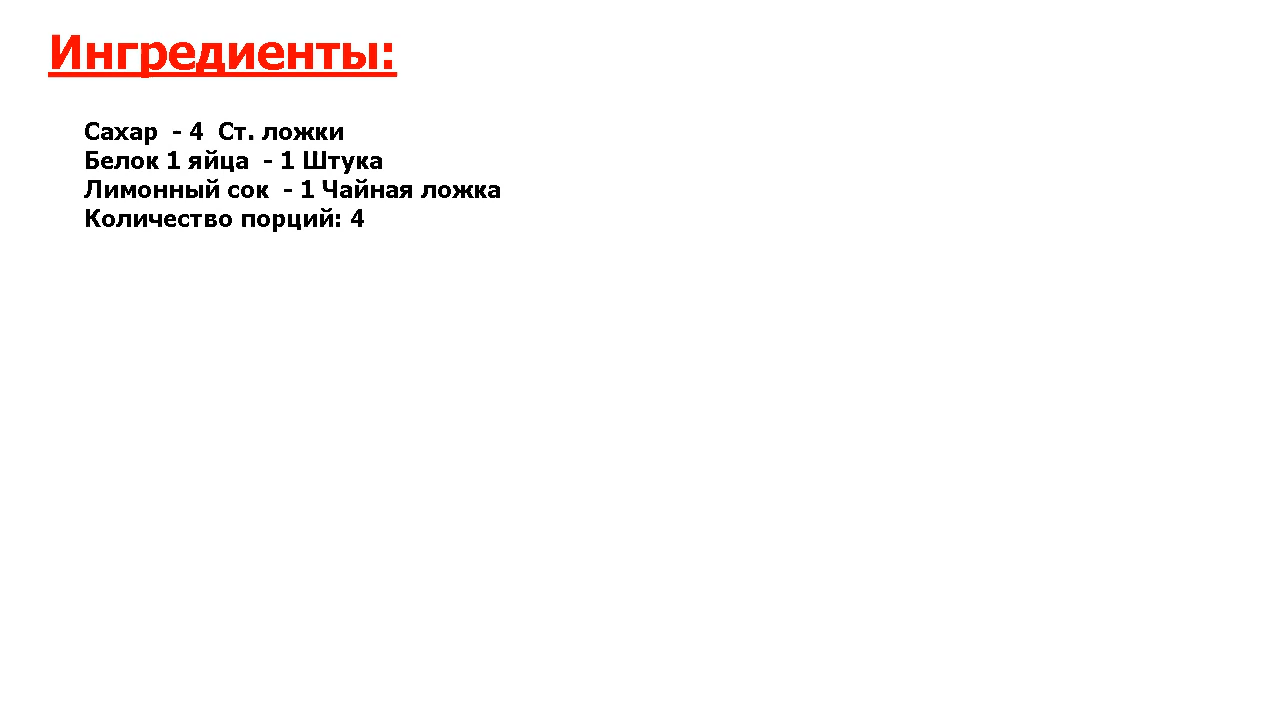 Ингредиенты:
Сахар  - 4  Ст. ложки
Белок 1 яйца  - 1 Штука
Лимонный сок  - 1 Чайная ложка
Количество порций: 4